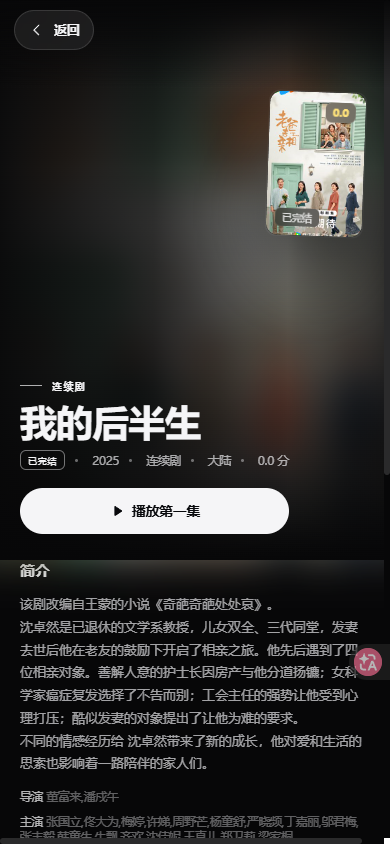 返回
0.0
老爸要相亲
已完结
期待
连续剧
我的后半生
已完结 • 2025 • 连续剧 • 大陆 • 0.0 分
播放第一集
简介
该剧改编自王蒙的小说《奇葩奇葩处处哀》。
沈卓然是已退休的文学系教授，儿女双全、三代同堂，发妻
去世后他在老友的鼓励下开启了相亲之旅。他先后遇到了四
位相亲对象。善解人意的护士长因房产与他分道扬镳；女科
学家癌症复发选择了不告而别；工会主任的强势让他受到心
理打压；酷似发妻的对象提出了让他为难的要求。
不同的情感经历给 沈卓然带来了新的成长，他对爱和生活的
思索也影响着一路陪伴的家人们。
导演 董富来,潘戍午
主演 张国立,佟大为,梅婷,许娣,周野芒,杨童舒,严晓频,丁嘉丽,邬君梅,